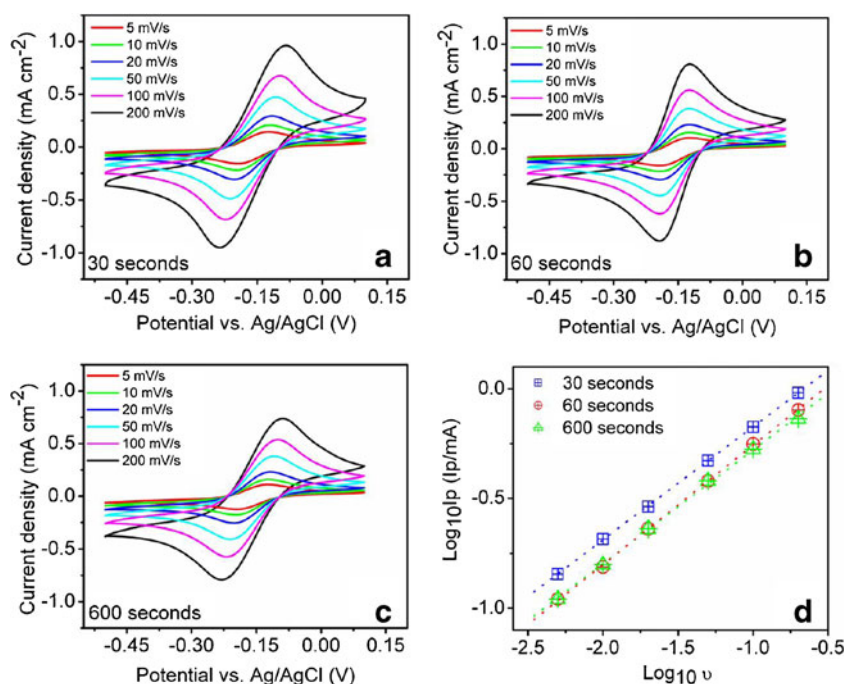 5 mV/s
10 mV/s
20 mV/s
50 mV/s
100 mV/s
200 mV/s
1.0
0.5
0.0
-0.5
-1.0
Current density (mA cm⁻²)
30 seconds
a
-0.45 -0.30 -0.15 0.00 0.15
Potential vs. Ag/AgCl (V)
5 mV/s
10 mV/s
20 mV/s
50 mV/s
100 mV/s
200 mV/s
1.0
0.5
0.0
-0.5
-1.0
Current density (mA cm⁻²)
60 seconds
b
-0.45 -0.30 -0.15 0.00 0.15
Potential vs. Ag/AgCl (V)
5 mV/s
10 mV/s
20 mV/s
50 mV/s
100 mV/s
200 mV/s
1.0
0.5
0.0
-0.5
-1.0
Current density (mA cm⁻²)
600 seconds
c
-0.45 -0.30 -0.15 0.00 0.15
Potential vs. Ag/AgCl (V)
30 seconds
60 seconds
600 seconds
0.0
-0.5
-1.0
Log₁₀Ip (Ip/mA)
d
-2.5 -2.0 -1.5 -1.0 -0.5
Log₁₀ υ